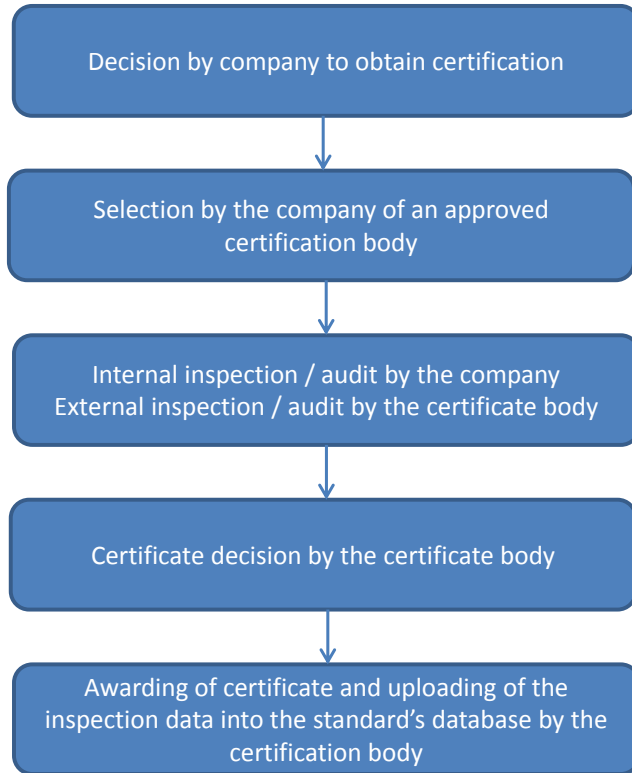 Decision by company to obtain certification
Selection by the company of an approved
certification body
Internal inspection / audit by the company
External inspection / audit by the certificate body
Certificate decision by the certificate body
Awarding of certificate and uploading of the
inspection data into the standard’s database by the
certification body